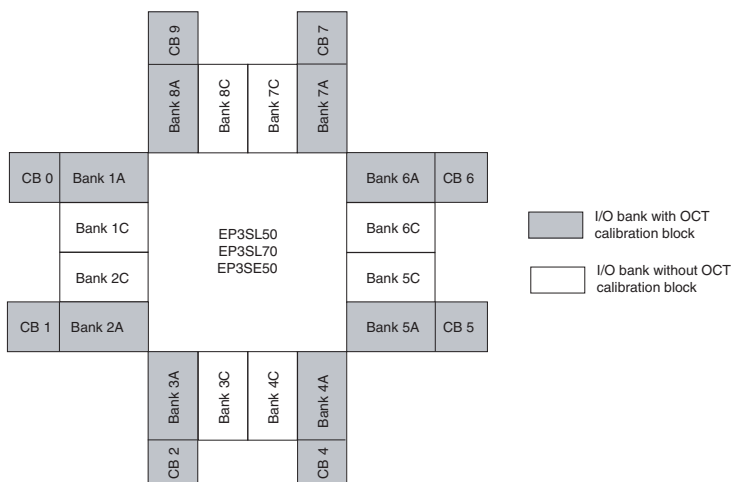 CB 9
CB 7
Bank 8A
Bank 8C
Bank 7C
Bank 7A
CB 0
Bank 1A
Bank 6A
CB 6
Bank 1C
Bank 6C
EP3SL50
EP3SL70
EP3SE50
I/O bank with OCT
calibration block
Bank 2C
Bank 5C
I/O bank without OCT
calibration block
CB 1
Bank 2A
Bank 5A
CB 5
Bank 3A
Bank 3C
Bank 4C
Bank 4A
CB 2
CB 4